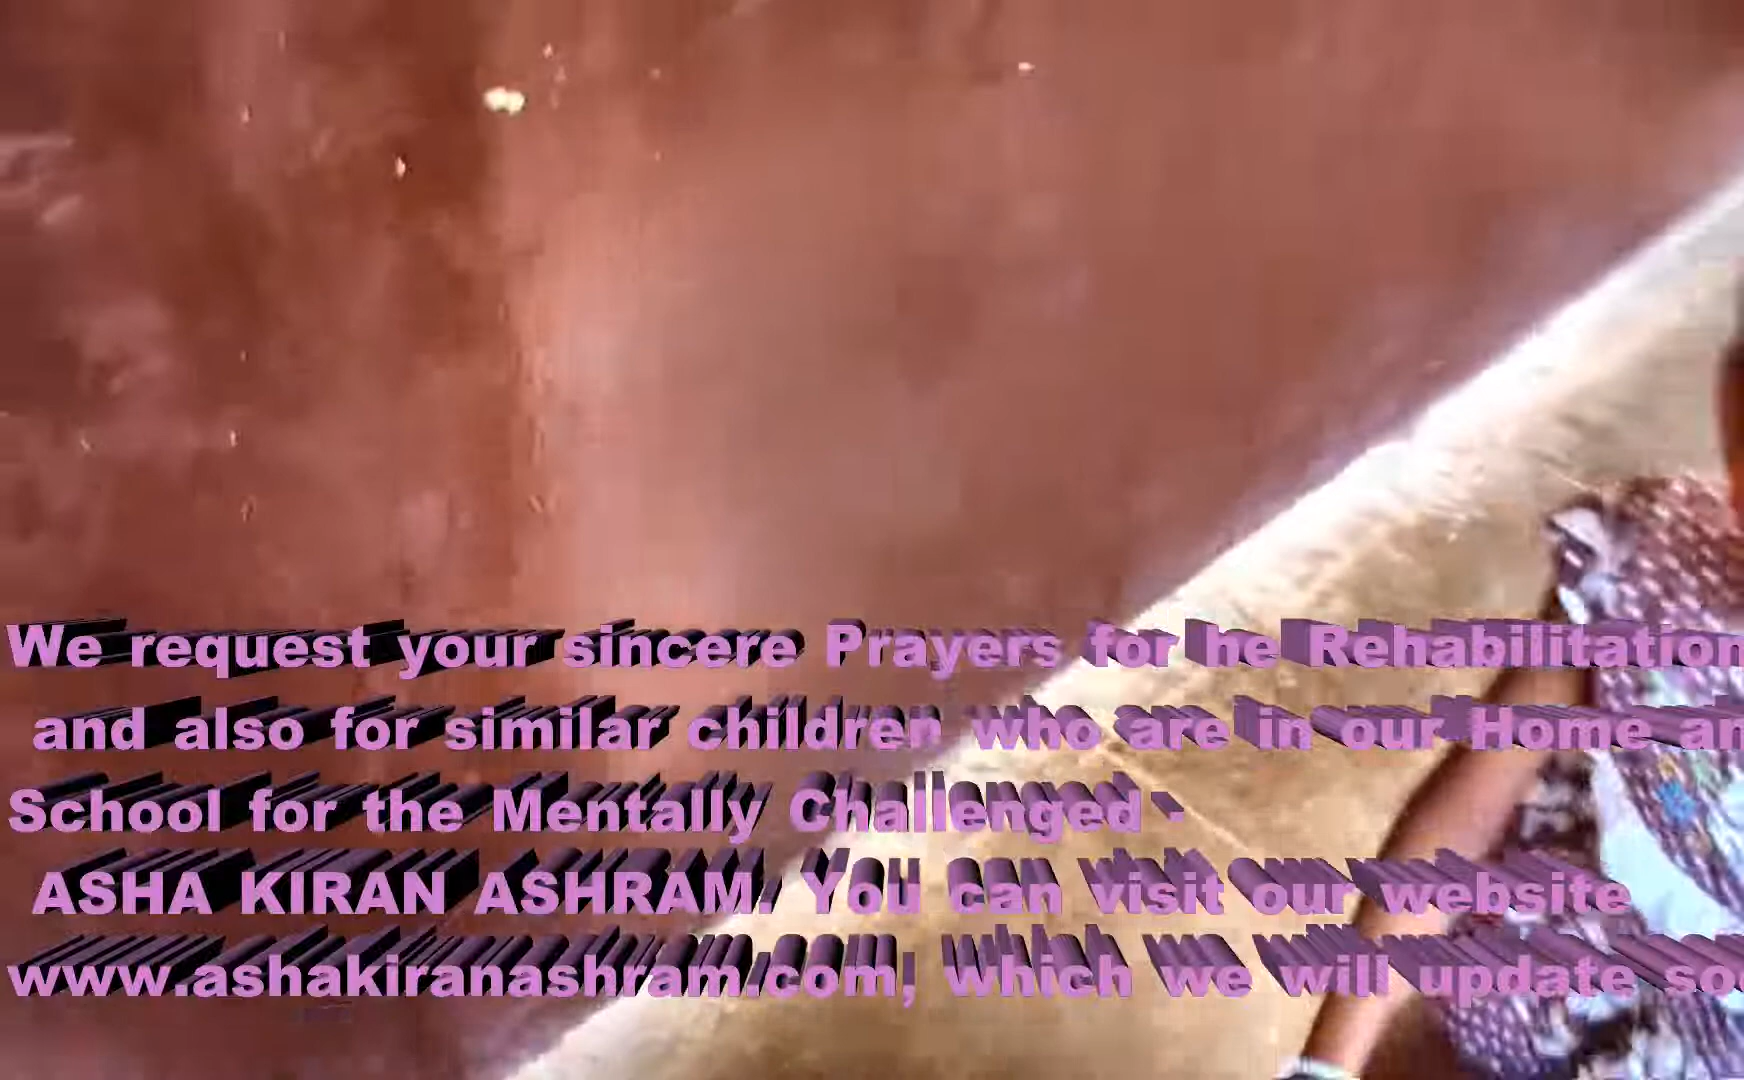 We request your sincere Prayers for he Rehabilitation
and also for similar children who are in our Home
School for the Mentally Challenged -
ASHA KIRAN ASHRAM. You can visit our website
www.ashakiranashram.com, which we will update